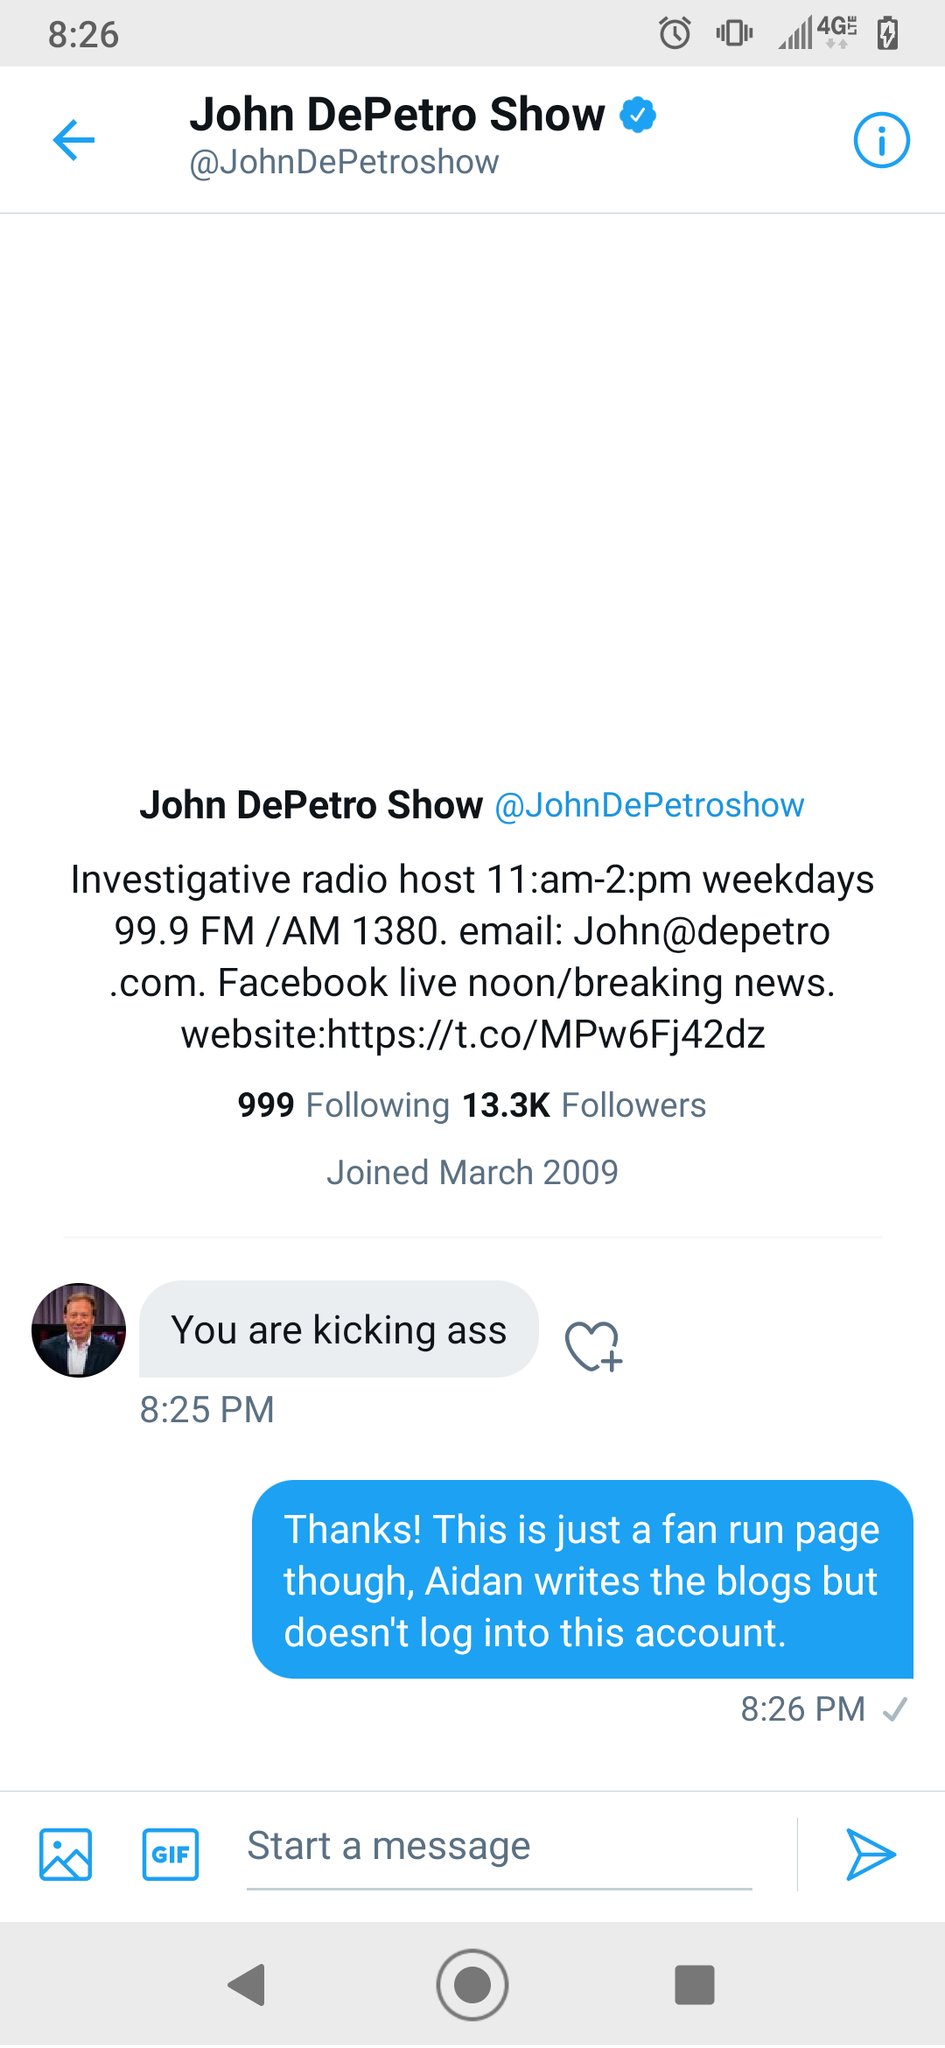 8:26
4G LTE
John DePetro Show
@JohnDePetroshow
John DePetro Show @JohnDePetroshow
Investigative radio host 11:am-2:pm weekdays
99.9 FM /AM 1380. email: John@depetro
.com. Facebook live noon/breaking news.
website:https://t.co/MPw6Fj42dz
999 Following 13.3K Followers
Joined March 2009
You are kicking ass
8:25 PM
Thanks! This is just a fan run page
though, Aidan writes the blogs but
doesn't log into this account.
8:26 PM
GIF
Start a message